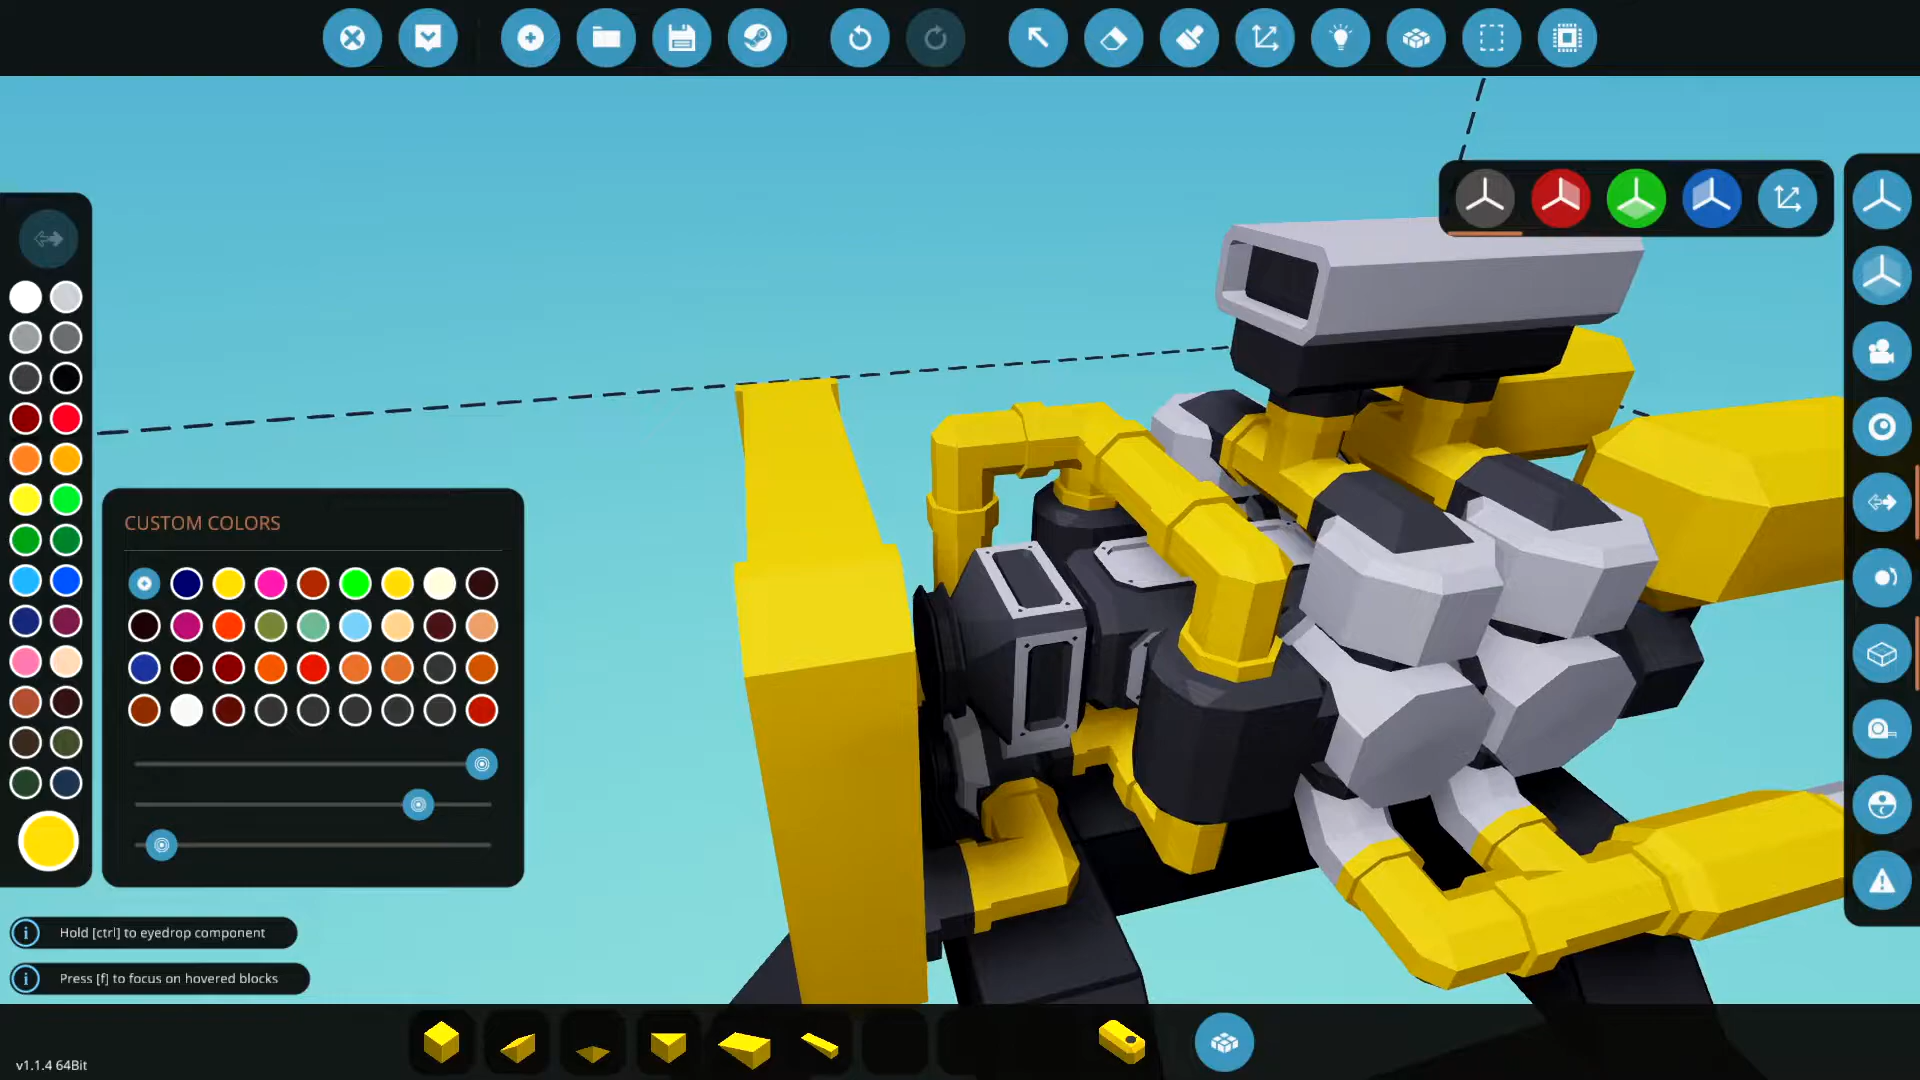 CUSTOM COLORS
Hold [ctrl] to eyedrop component
Press [f] to focus on hovered blocks
v1.1.4 64Bit